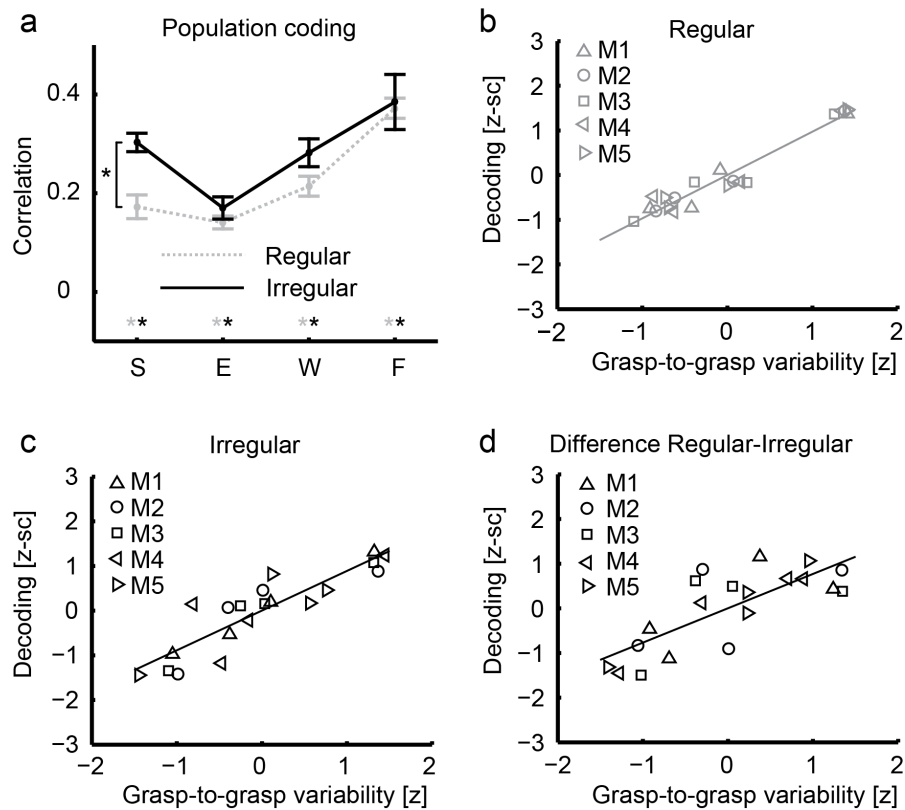 a
Population coding
Correlation
0.4
0.2
0
*
Regular
Irregular
** ** ** **
S E W F
b
Regular
Decoding [z-sc]
3
2
1
0
−1
−2
−3
M1
M2
M3
M4
M5
−2 −1 0 1 2
Grasp-to-grasp variability [z]
c
Irregular
Decoding [z-sc]
3
2
1
0
−1
−2
−3
M1
M2
M3
M4
M5
−2 −1 0 1 2
Grasp-to-grasp variability [z]
d
Difference Regular-Irregular
Decoding [z-sc]
3
2
1
0
−1
−2
−3
M1
M2
M3
M4
M5
−2 −1 0 1 2
Grasp-to-grasp variability [z]